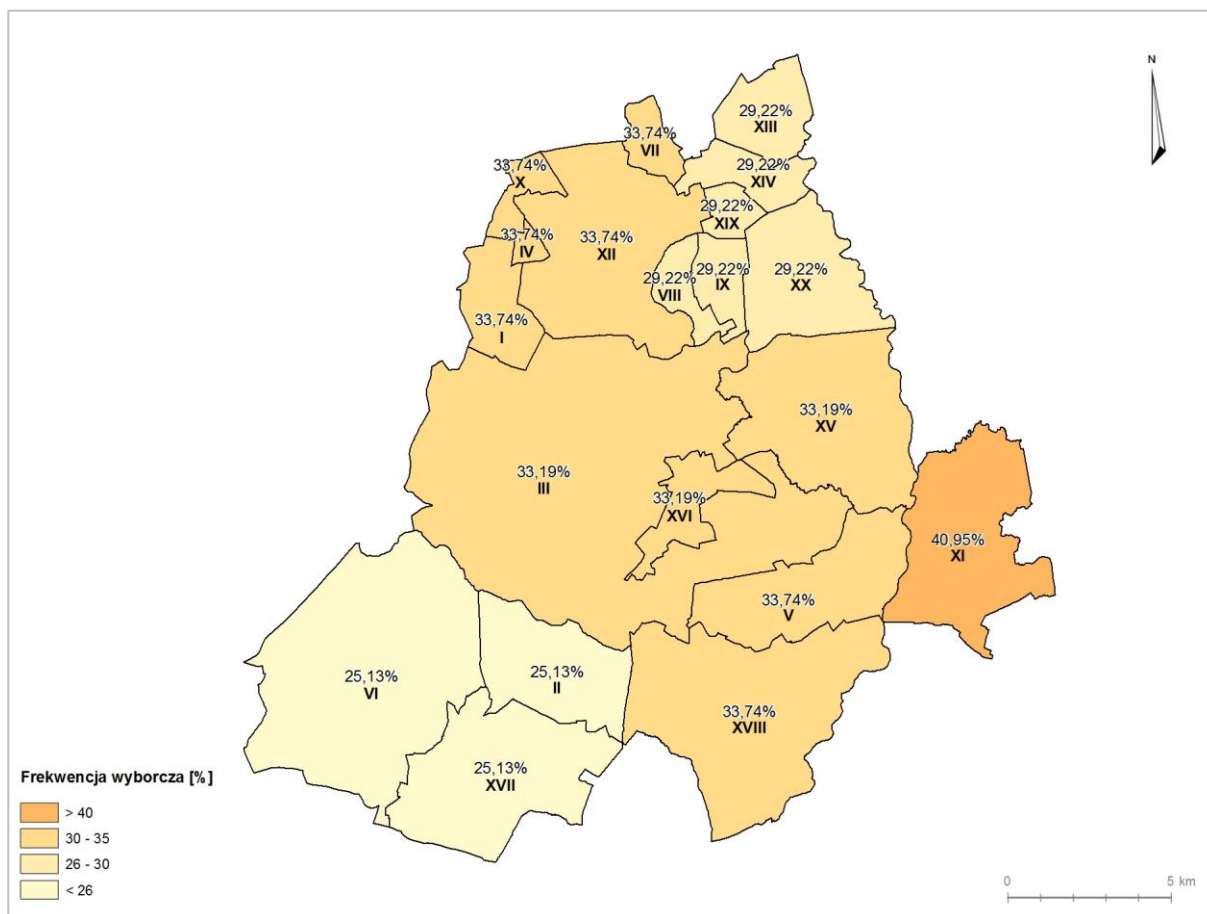 N
29,22%
XIII
33,74%
VII
33,74%
X
29,22%
XIV
29,22%
XIX
33,74%
IV
33,74%
XII
29,22%
VIII
29,22%
IX
29,22%
XX
33,74%
I
33,19%
XV
33,19%
III
33,19%
XVI
40,95%
XI
33,74%
V
25,13%
VI
25,13%
II
33,74%
XVIII
25,13%
XVII
Frekwencja wyborcza [%]
> 40
30 - 35
26 - 30
< 26
0 5 km